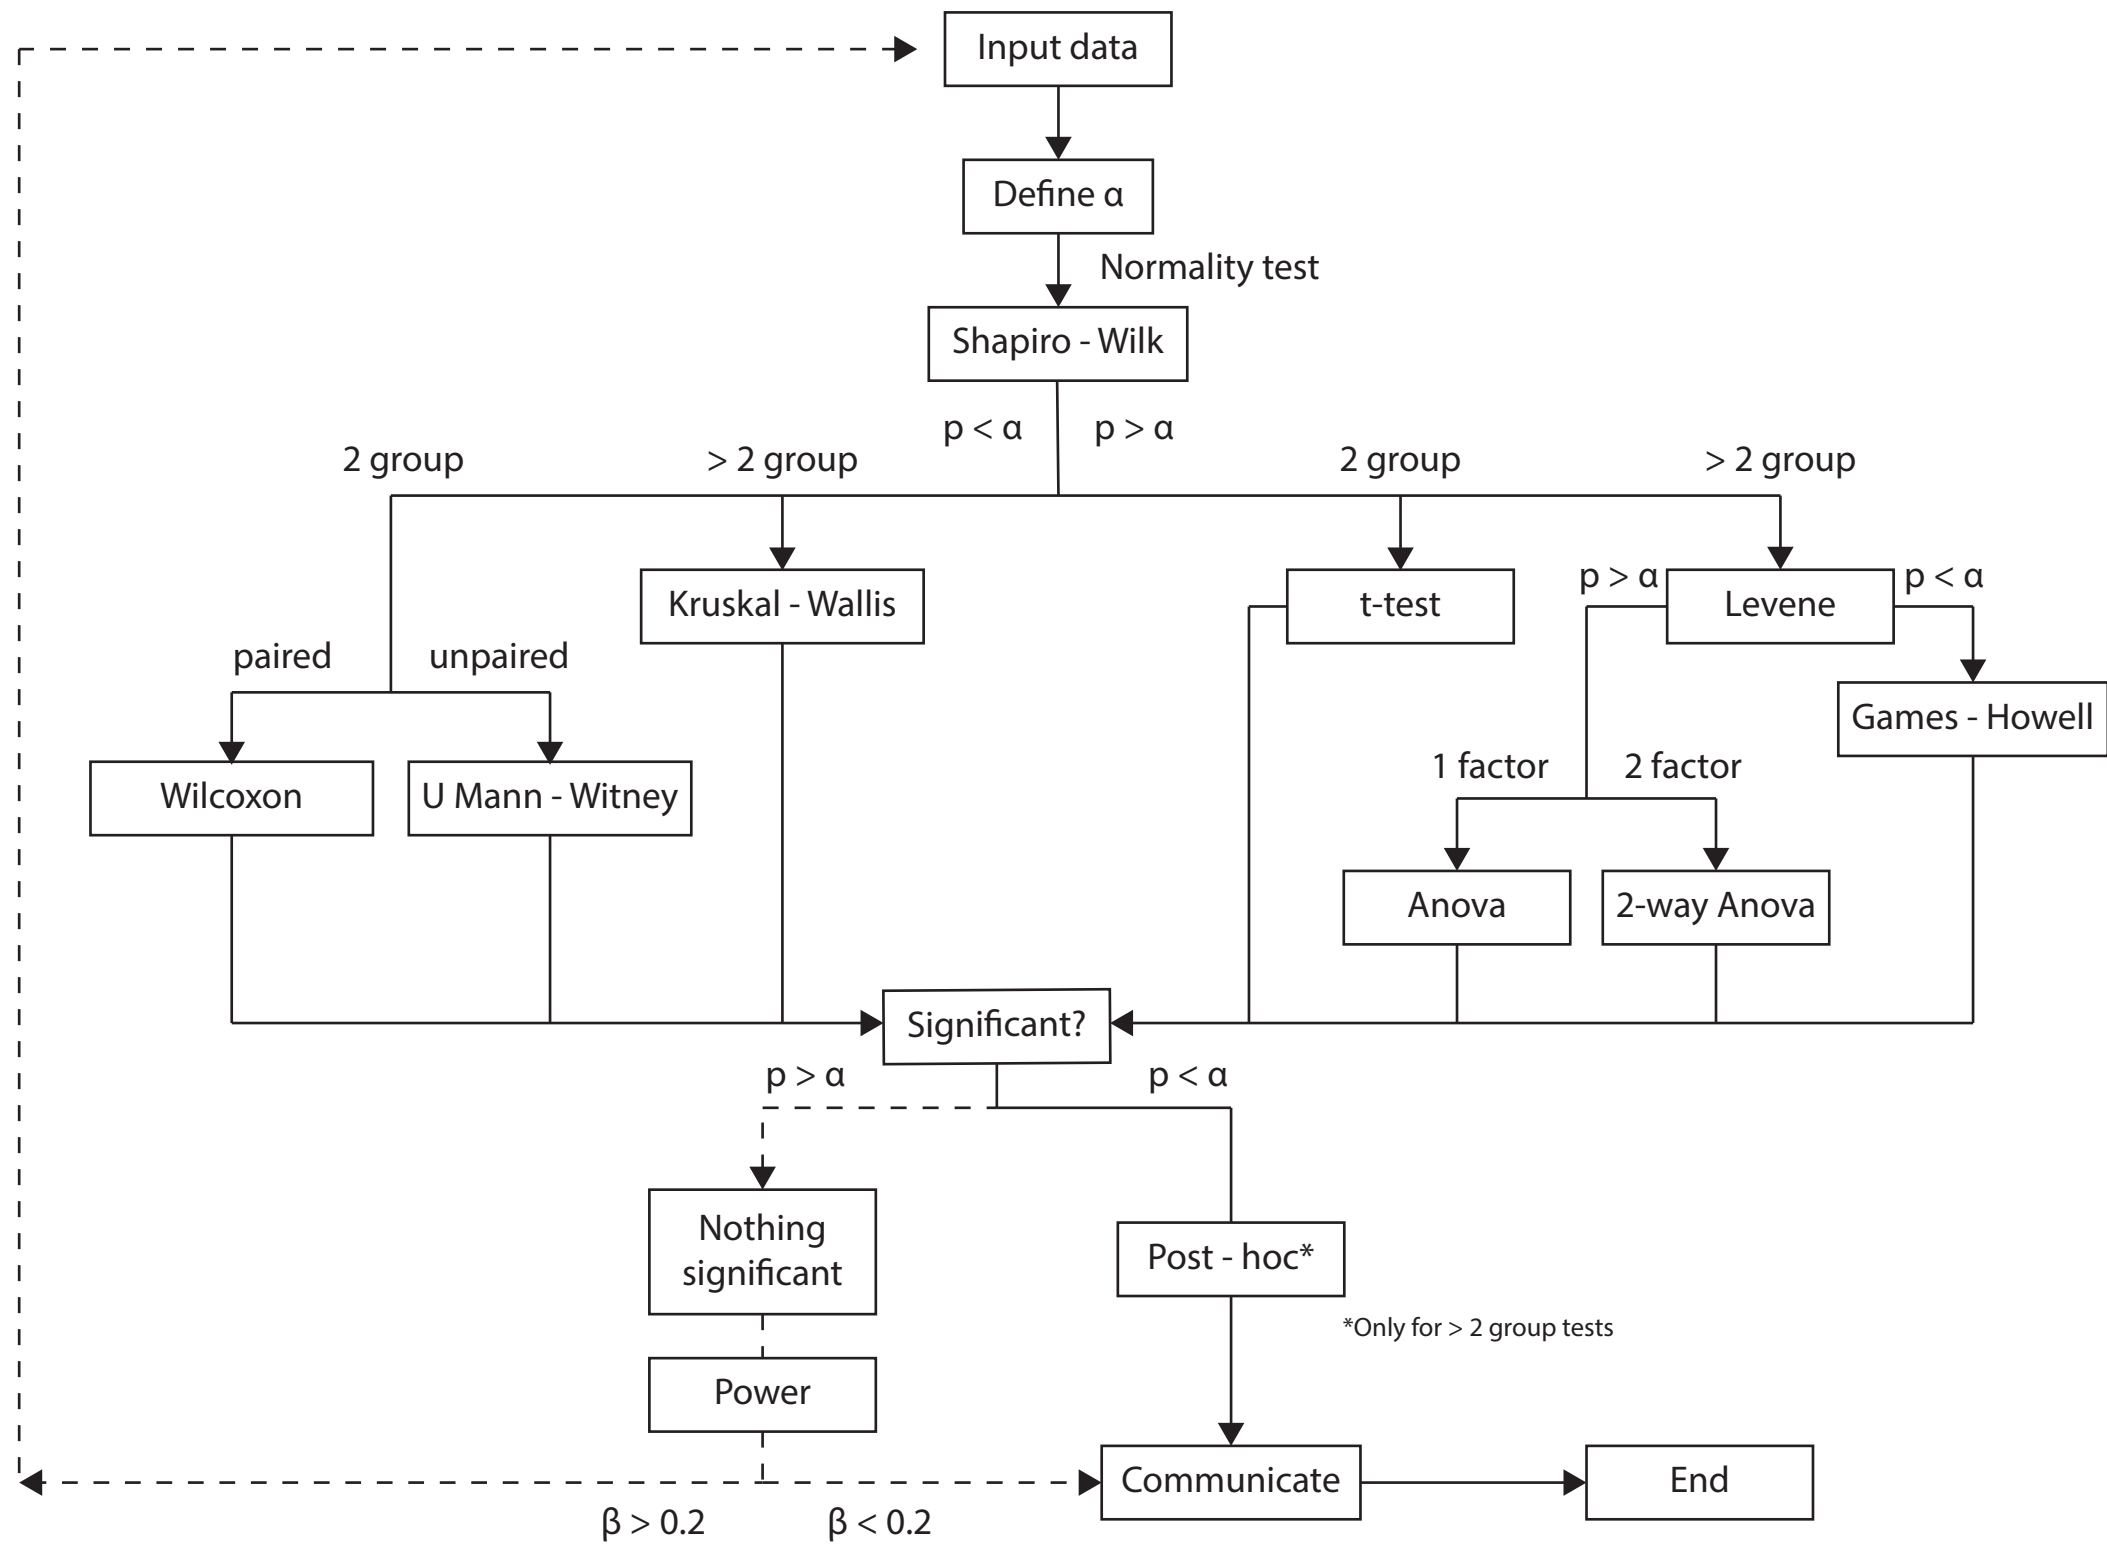 Input data
Define α
Normality test
Shapiro - Wilk
p < α
p > α
2 group
> 2 group
2 group
> 2 group
Kruskal - Wallis
t-test
p > α
Levene
p < α
paired
unpaired
Games - Howell
Wilcoxon
U Mann - Witney
1 factor
2 factor
Anova
2-way Anova
Significant?
p > α
p < α
Nothing
significant
Post - hoc*
*Only for > 2 group tests
Power
Communicate
End
β > 0.2
β < 0.2